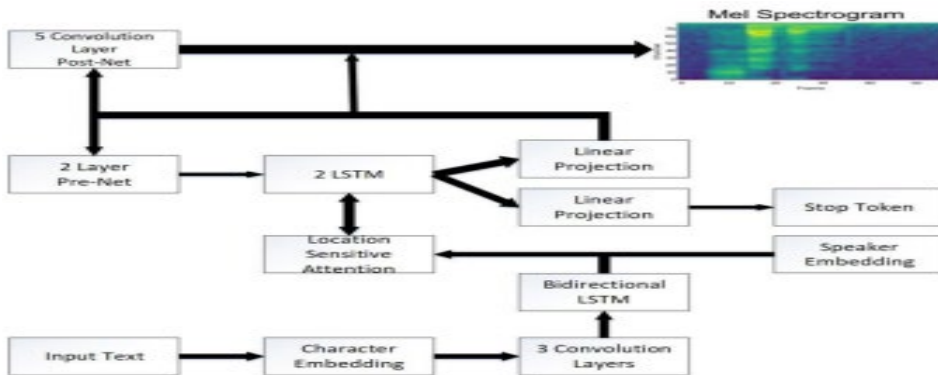 Mel Spectrogram
5 Convolution
Layer
Post-Net
2 Layer
Pre-Net
2 LSTM
Linear
Projection
Linear
Projection
Stop Token
Location
Sensitive
Attention
Speaker
Embedding
Bidirectional
LSTM
Input Text
Character
Embedding
3 Convolution
Layers